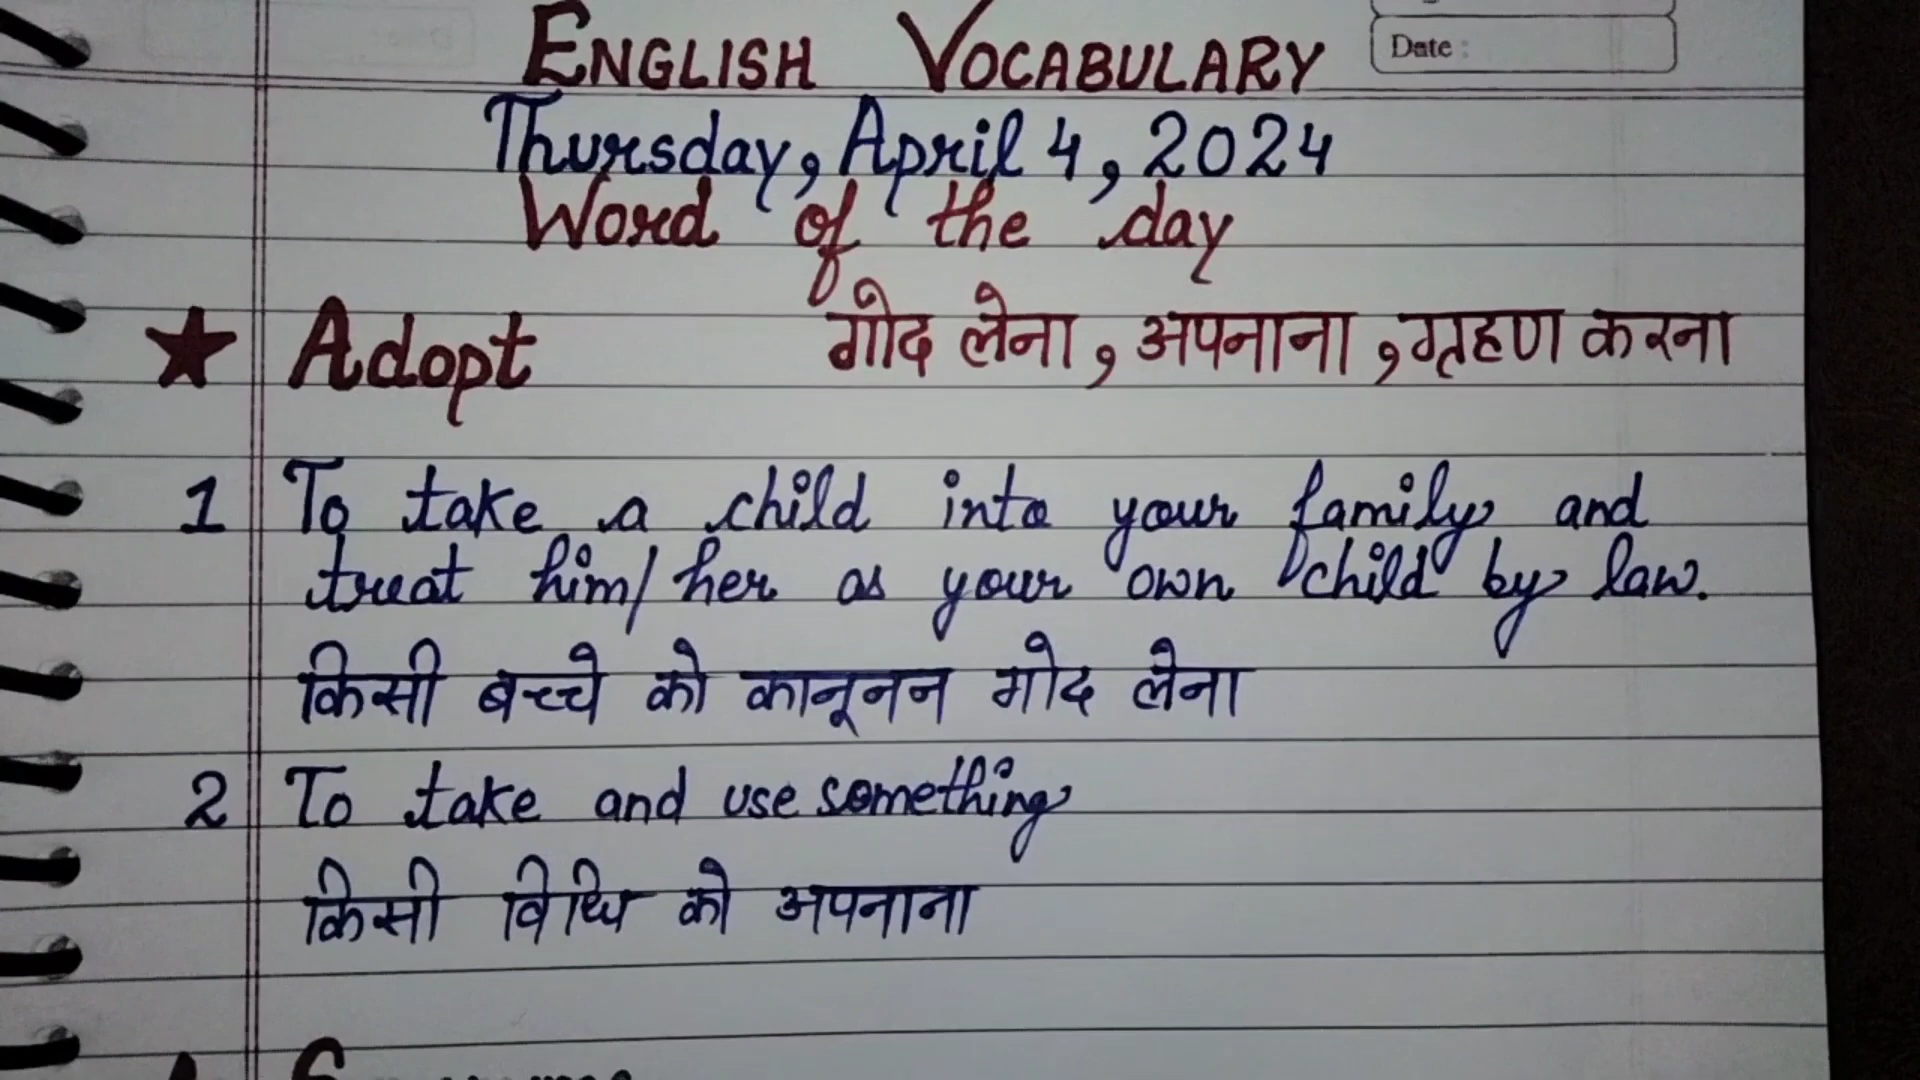 ENGLISH VOCABULARY
Date :
Thursday, April 4, 2024
Word of the day
★ Adopt गोद लेना, अपनाना, ग्रहण करना
1 To take a child into your family and
treat him/her as your own child by law.
किसी बच्चे को कानूनन गोद लेना
2 To take and use something
किसी विधि को अपनाना